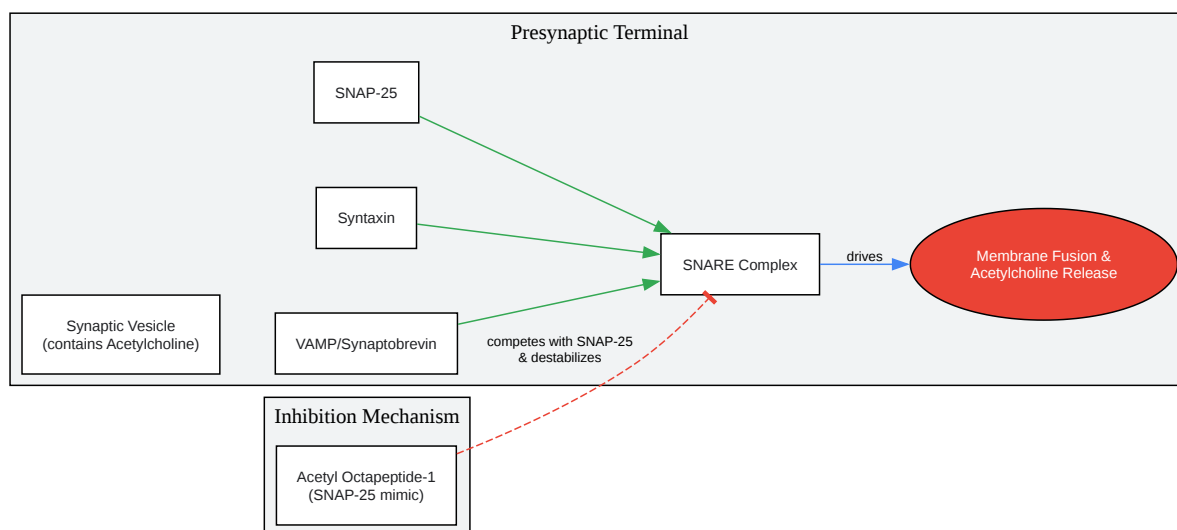 Presynaptic Terminal
SNAP-25
Syntaxin
SNARE Complex
drives
Membrane Fusion &
Acetylcholine Release
Synaptic Vesicle
(contains Acetylcholine)
VAMP/Synaptobrevin
competes with SNAP-25
& destabilizes
Inhibition Mechanism
Acetyl Octapeptide-1
(SNAP-25 mimic)